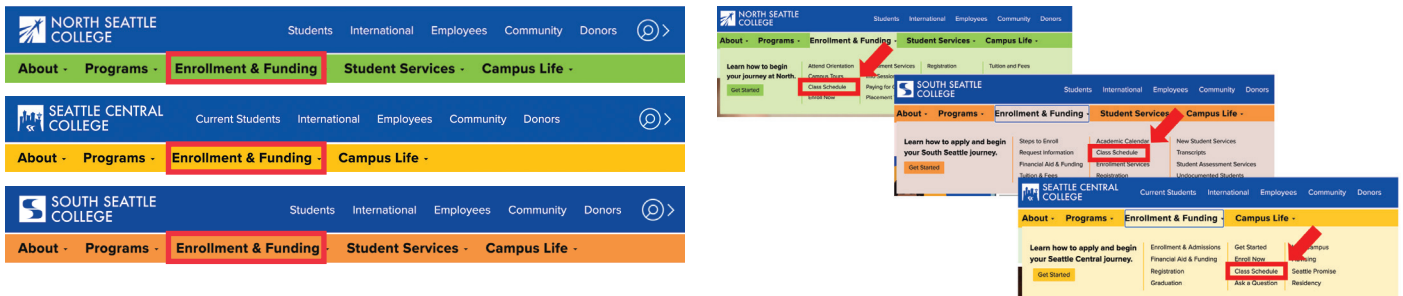 NORTH SEATTLE
COLLEGE
Students International Employees Community Donors
About - Programs - Enrollment & Funding Student Services - Campus Life -
SEATTLE CENTRAL
COLLEGE
Current Students International Employees Community Donors
About - Programs - Enrollment & Funding - Campus Life -
SOUTH SEATTLE
COLLEGE
Students International Employees Community Donors
About - Programs - Enrollment & Funding - Student Services - Campus Life -
NORTH SEATTLE
COLLEGE
Students International Employees Community Donors
About - Programs - Enrollment & Funding - Student Services - Campus Life -
Learn how to begin
your journey at North.
Get Started
Attend Orientation
Campus Tours
Class Schedule
Enroll Now
Services
Paying for
Placement
Registration
Tuition and Fees
SOUTH SEATTLE
COLLEGE
Students International Employees Community Donors
About - Programs - Enrollment & Funding - Student Services - Campus Life -
Learn how to apply and begin
your South Seattle journey.
Get Started
Steps to Enroll
Request Information
Financial Aid & Funding
Tuition & Fees
Academic Calendar
Class Schedule
Enrollment Services
Registration
New Student Services
Transcripts
Student Assessment Services
Undocumented Students
SEATTLE CENTRAL
COLLEGE
Current Students International Employees Community Donors
About - Programs - Enrollment & Funding - Campus Life -
Learn how to apply and begin
your Seattle Central journey.
Get Started
Enrollment & Admissions
Financial Aid & Funding
Registration
Graduation
Get Started
Enroll Now
Class Schedule
Ask a Question
Seattle Promise
Residency